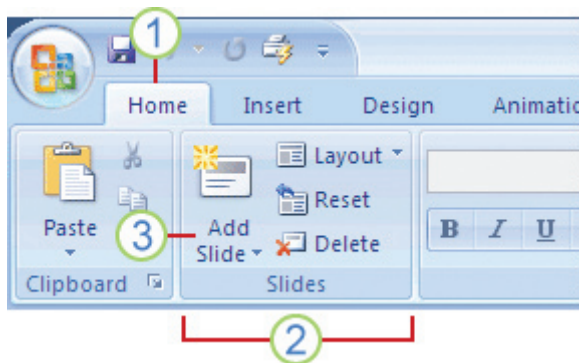 1
Home Insert Design Animatio
Layout
Reset
Paste
3
Add
Slide
Delete
B I U
Clipboard
Slides
2